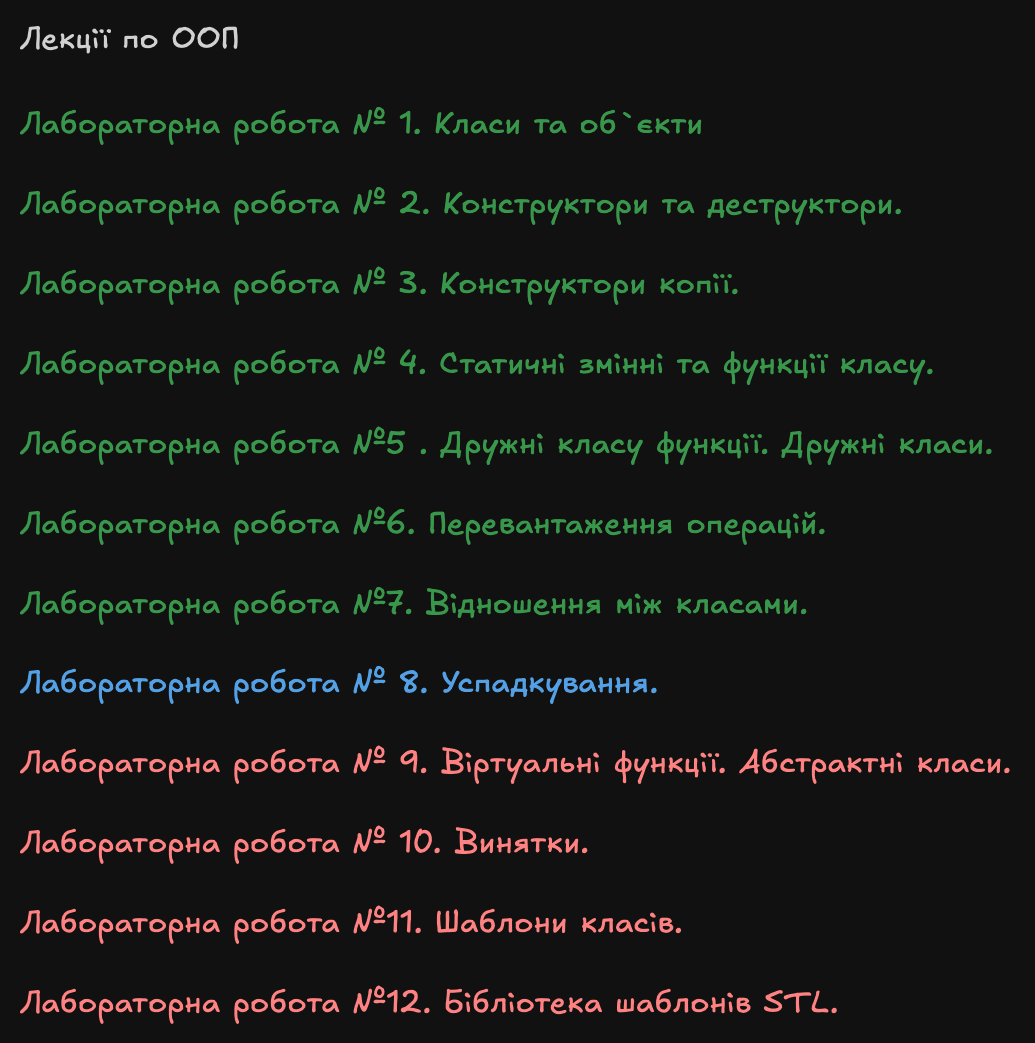 Лекції по ООП
Лабораторна робота № 1. Класи та об`єкти
Лабораторна робота № 2. Конструктори та деструктори.
Лабораторна робота № 3. Конструктори копії.
Лабораторна робота № 4. Статичні змінні та функції класу.
Лабораторна робота №5 . Дружні класу функції. Дружні класи.
Лабораторна робота №6. Перевантаження операцій.
Лабораторна робота №7. Відношення між класами.
Лабораторна робота № 8. Успадкування.
Лабораторна робота № 9. Віртуальні функції. Абстрактні класи.
Лабораторна робота № 10. Винятки.
Лабораторна робота №11. Шаблони класів.
Лабораторна робота №12. Бібліотека шаблонів STL.